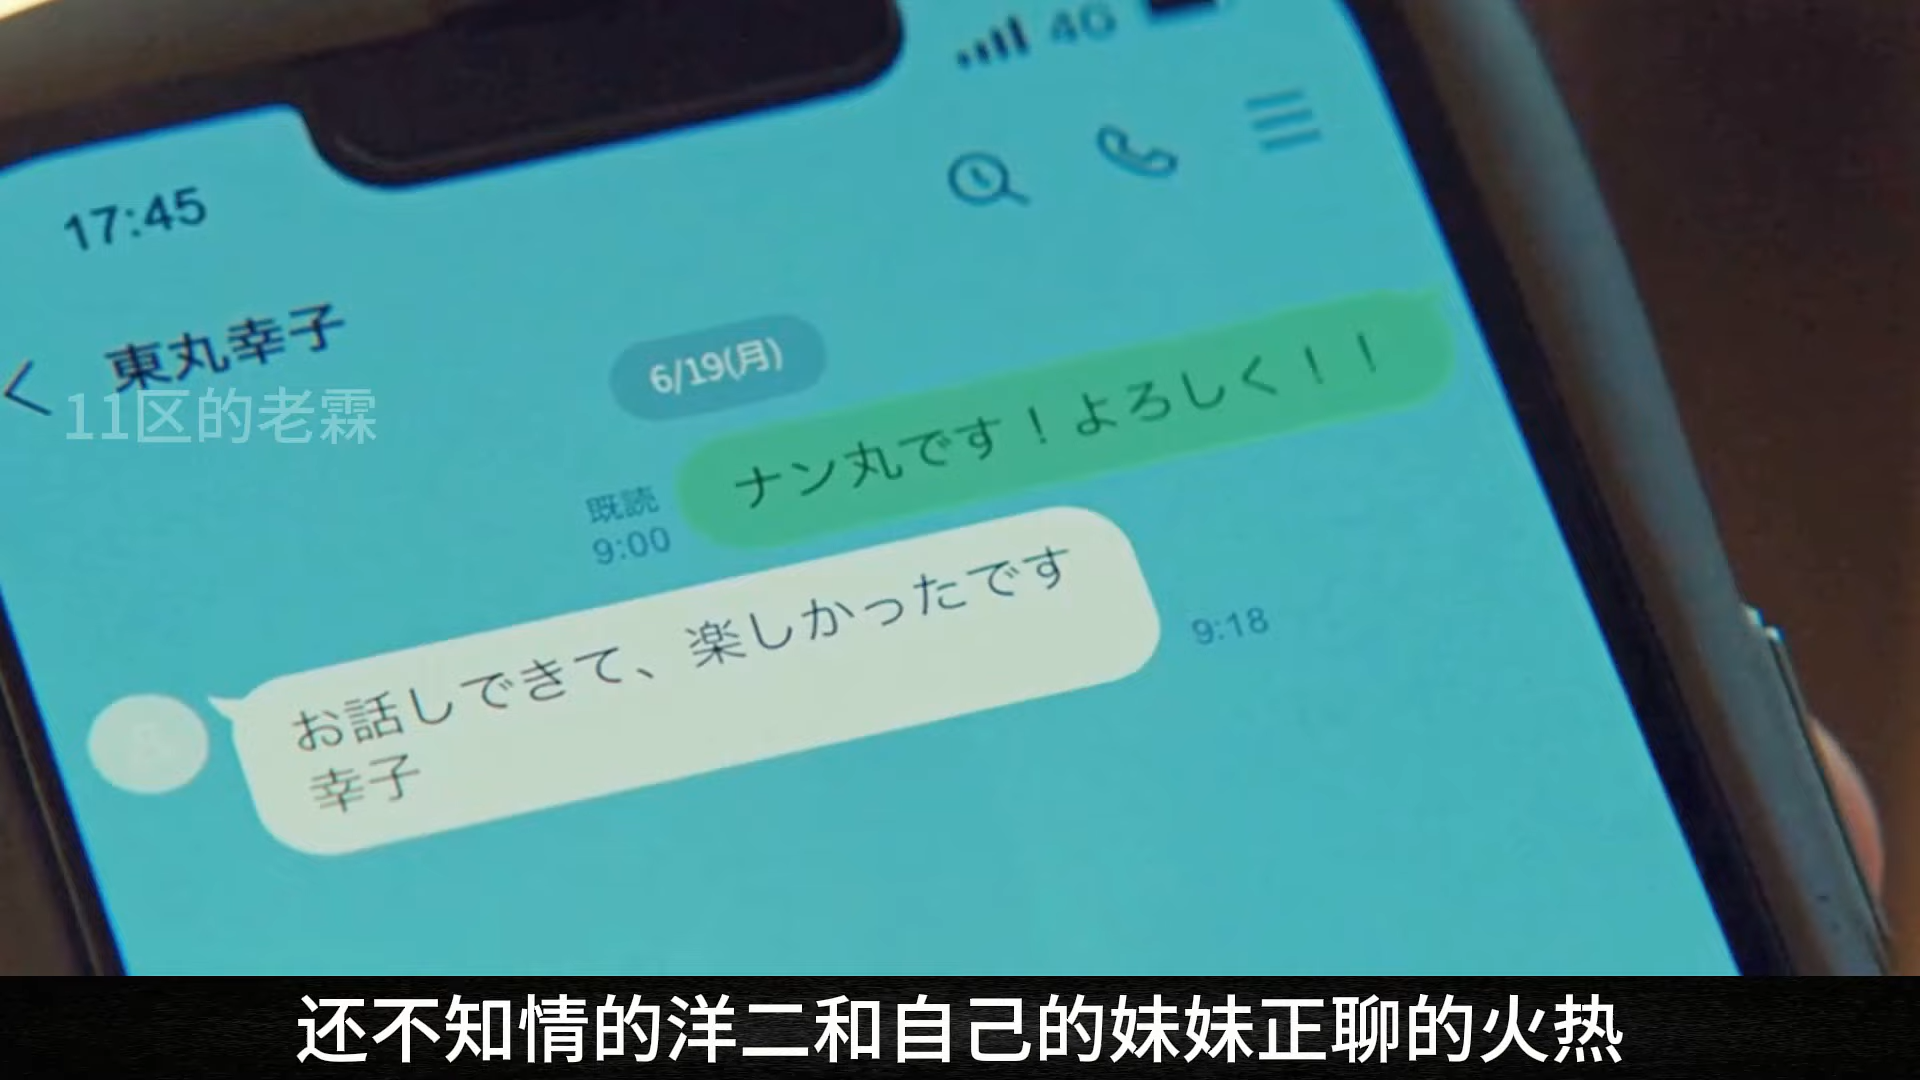 4G
17:45
東丸幸子
11区的老霖
6/19(月)
ナン丸です！よろしく！！
既読
9:00
お話しできて、楽しかったです
幸子
9:18
还不知情的洋二和自己的妹妹正聊的火热